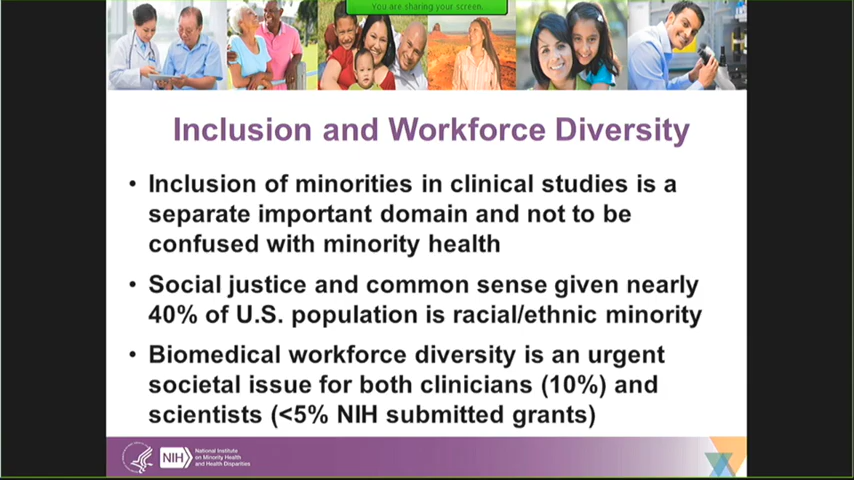 You are sharing your screen.
Inclusion and Workforce Diversity
• Inclusion of minorities in clinical studies is a
separate important domain and not to be
confused with minority health
• Social justice and common sense given nearly
40% of U.S. population is racial/ethnic minority
• Biomedical workforce diversity is an urgent
societal issue for both clinicians (10%) and
scientists (<5% NIH submitted grants)
NIH
National Institute
on Minority Health
and Health Disparities